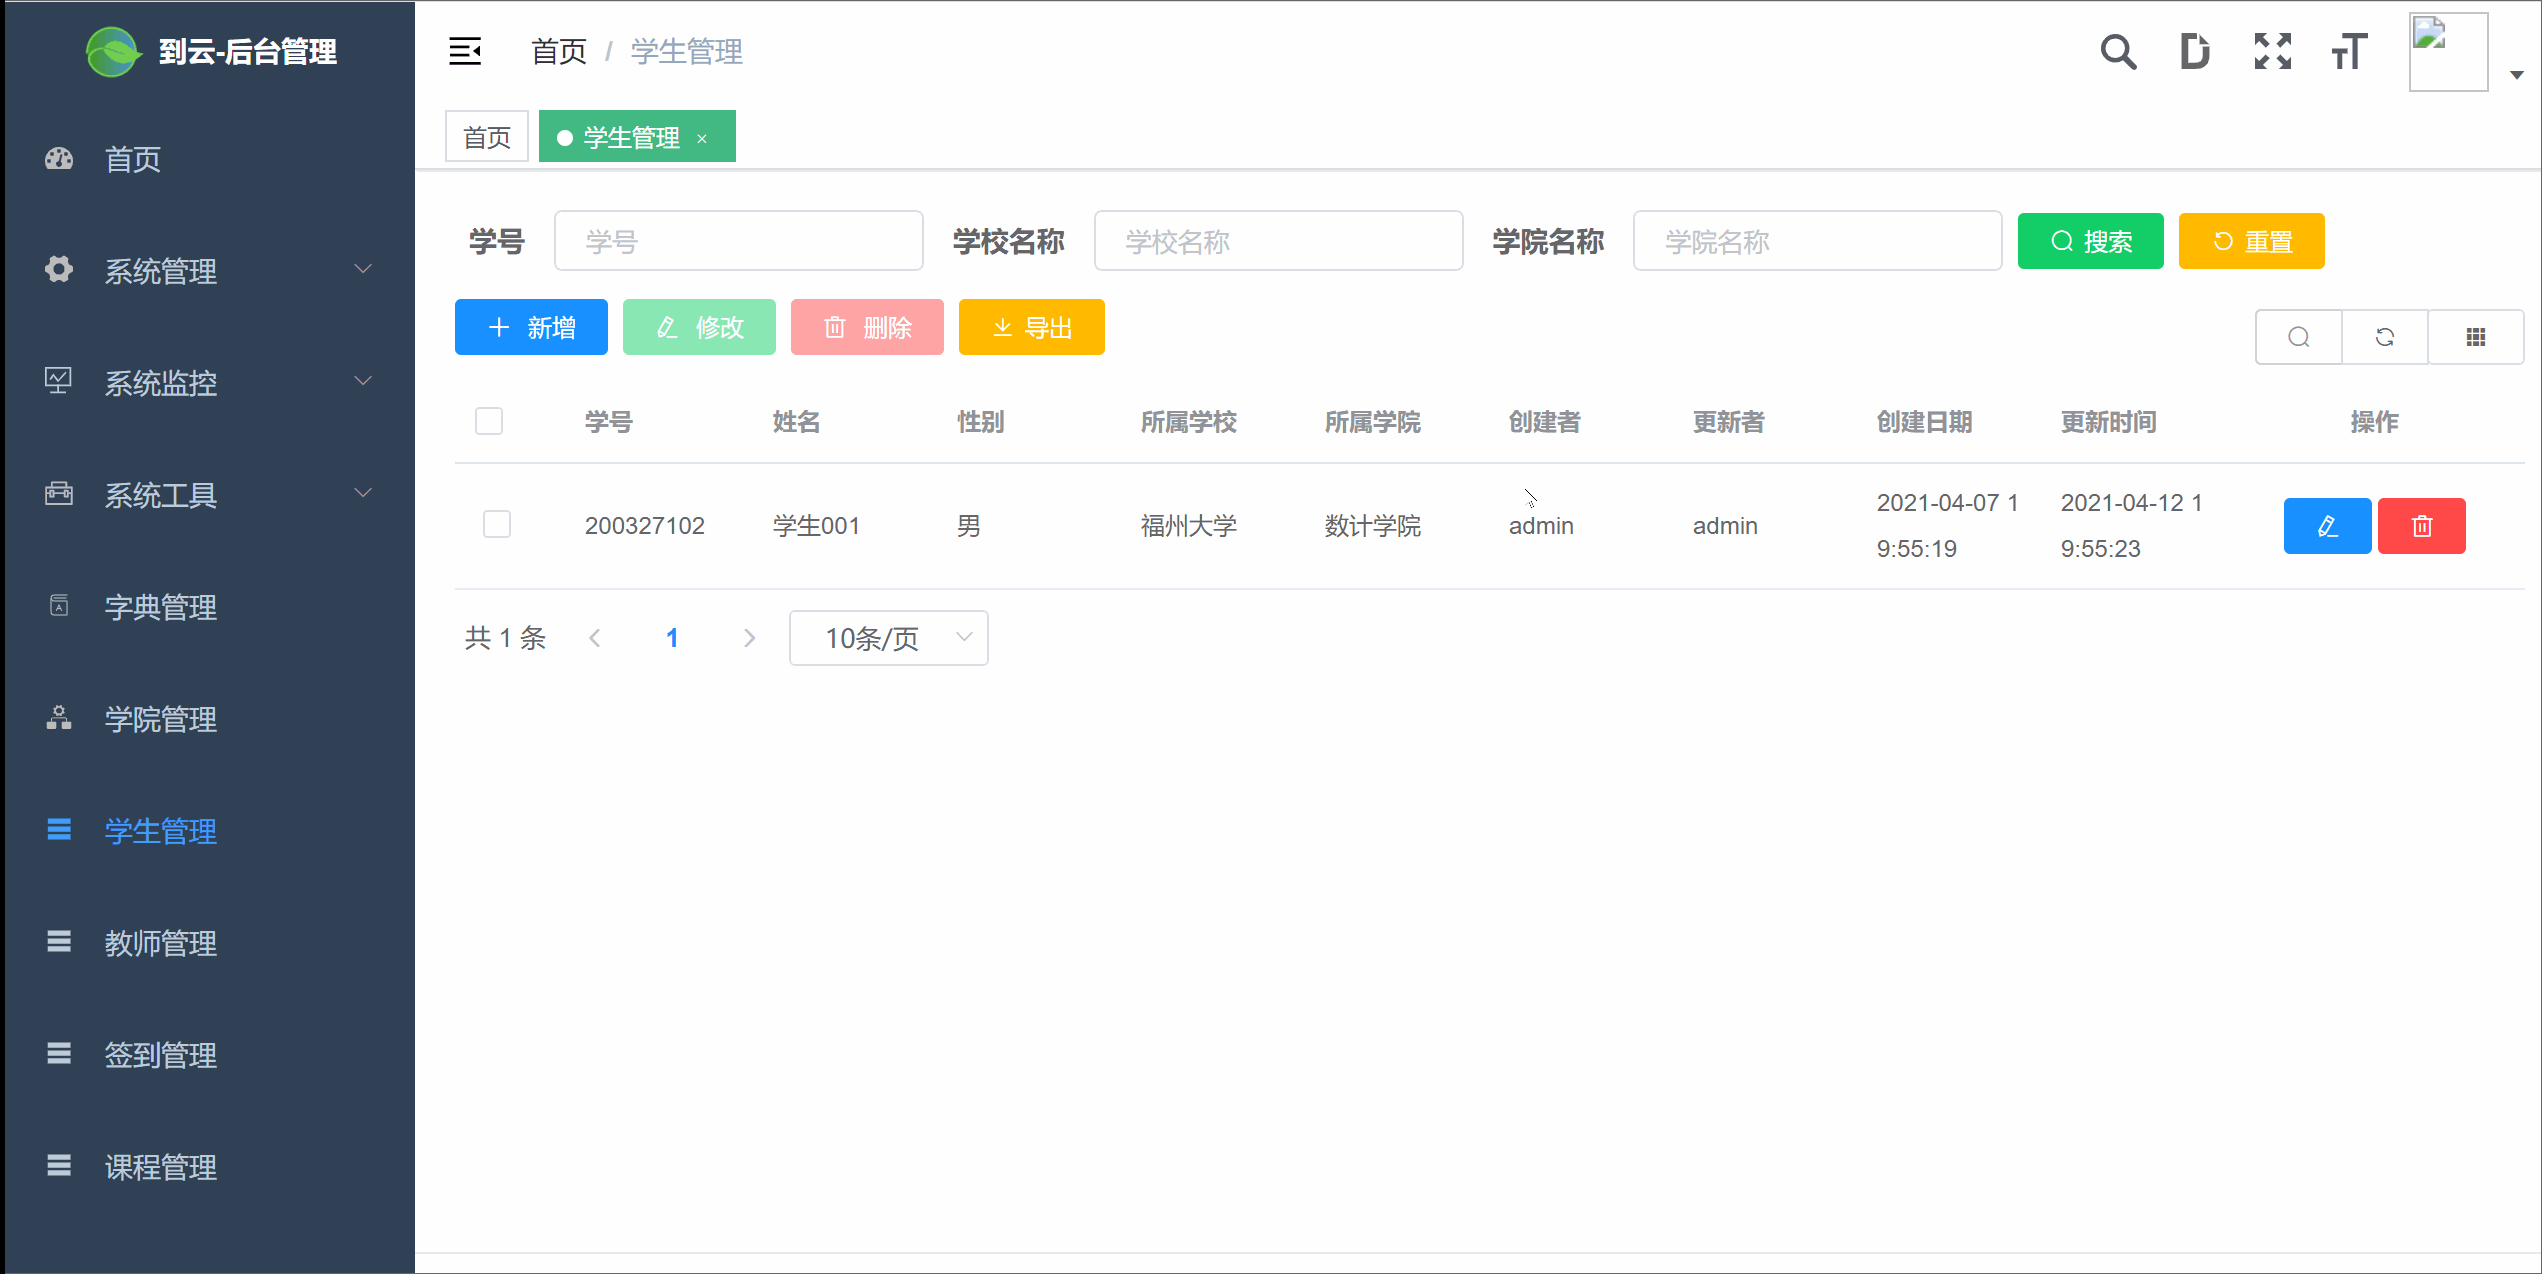 到云-后台管理
首页
系统管理
系统监控
系统工具
字典管理
学院管理
学生管理
教师管理
签到管理
课程管理
首页 / 学生管理
首页 学生管理 ×
学号 学号 学校名称 学校名称 学院名称 学院名称 搜索 重置
新增 修改 删除 导出
学号 姓名 性别 所属学校 所属学院 创建者 更新者 创建日期 更新时间 操作
200327102 学生001 男 福州大学 数计学院 admin admin 2021-04-07 1 2021-04-12 1
9:55:19 9:55:23
共 1 条 1 10条/页